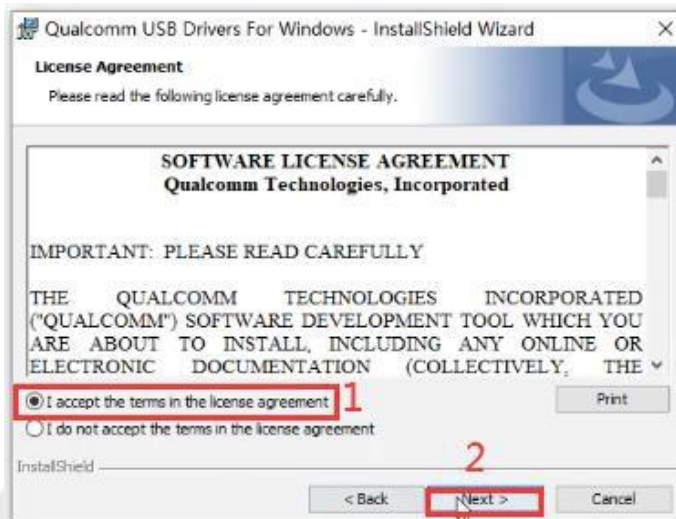 Qualcomm USB Drivers For Windows - InstallShield Wizard
License Agreement
Please read the following license agreement carefully.
SOFTWARE LICENSE AGREEMENT
Qualcomm Technologies, Incorporated
IMPORTANT: PLEASE READ CAREFULLY
THE QUALCOMM TECHNOLOGIES INCORPORATED
("QUALCOMM") SOFTWARE DEVELOPMENT TOOL WHICH YOU
ARE ABOUT TO INSTALL, INCLUDING ANY ONLINE OR
ELECTRONIC DOCUMENTATION (COLLECTIVELY, THE
I accept the terms in the license agreement 1
Print
I do not accept the terms in the license agreement
InstallShield
2
< Back Next > Cancel